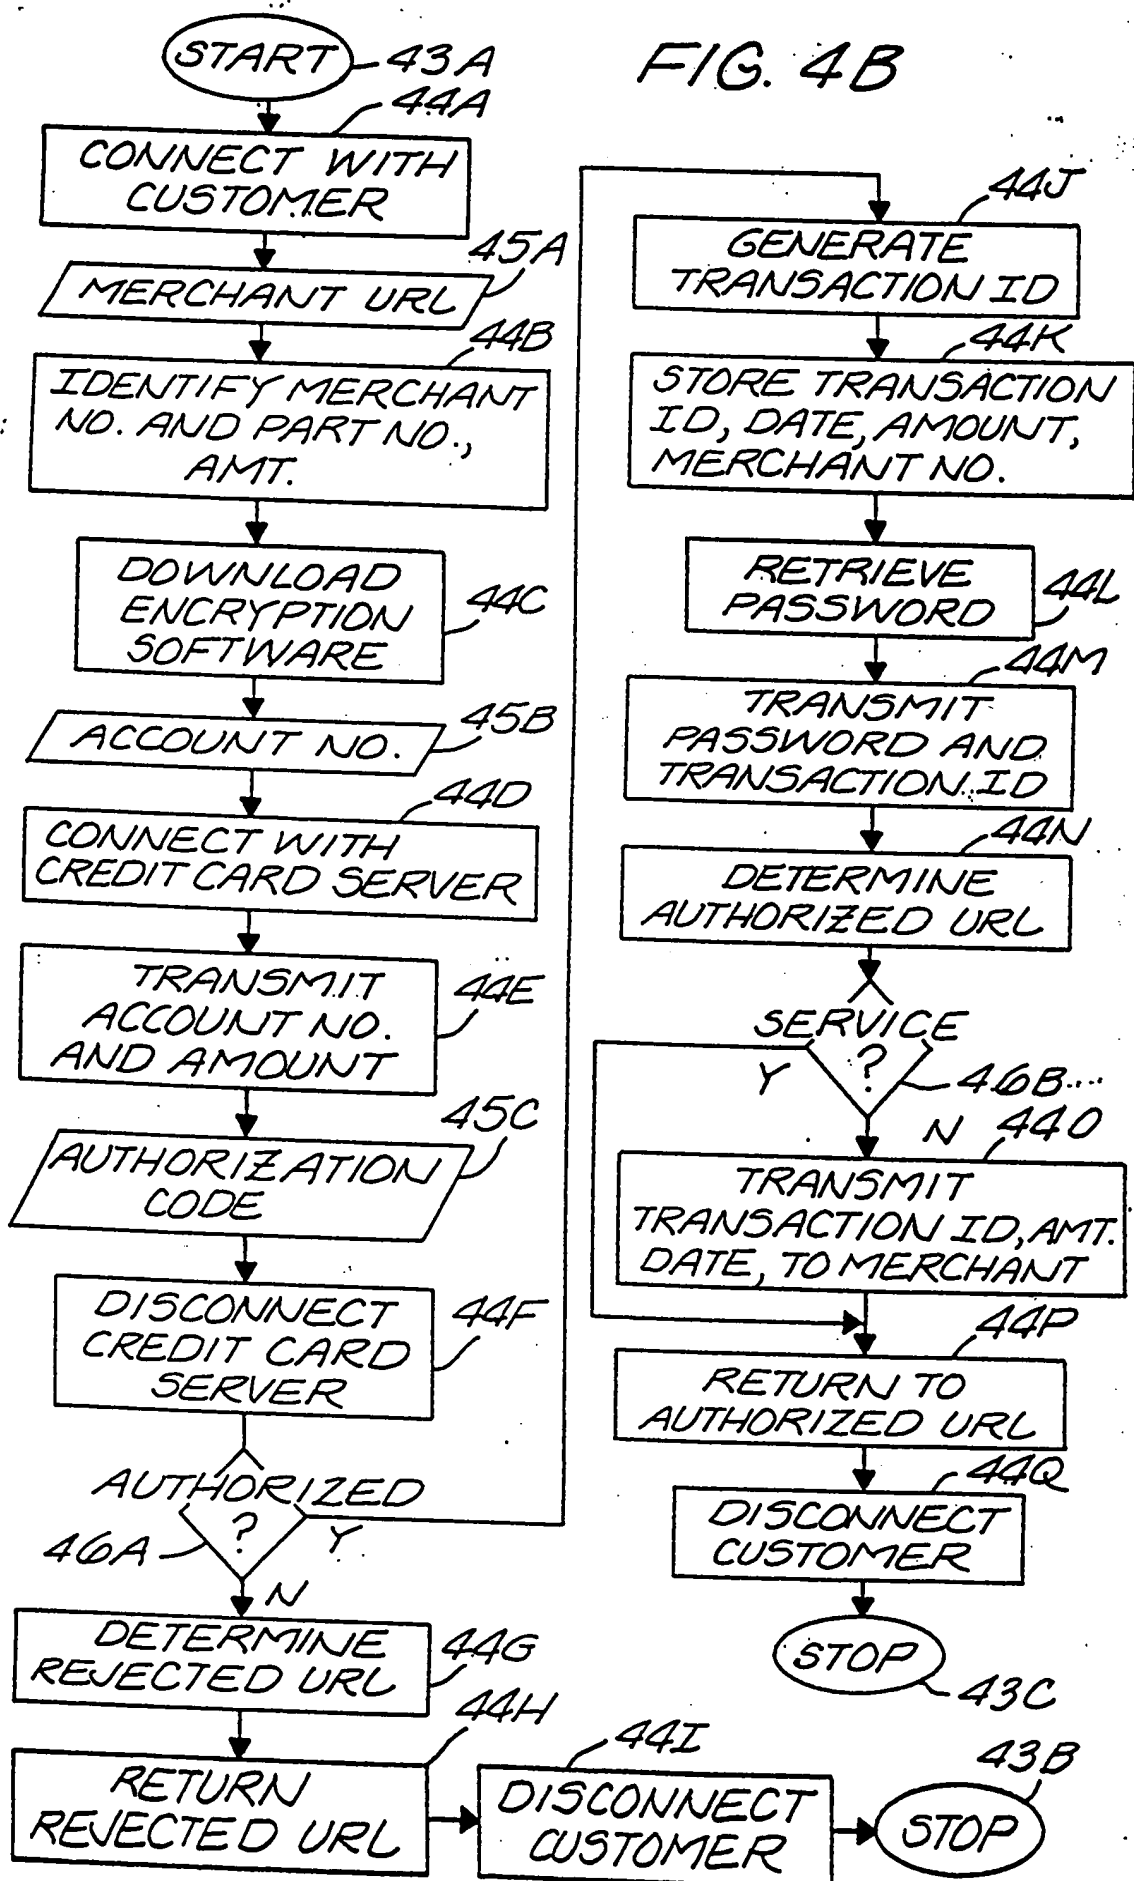 FIG. 4B
START
43A
44A
CONNECT WITH
CUSTOMER
45A
MERCHANT URL
44B
IDENTIFY MERCHANT
NO. AND PART NO.,
AMT.
DOWNLOAD
ENCRYPTION
SOFTWARE
44C
45B
ACCOUNT NO.
44D
CONNECT WITH
CREDIT CARD SERVER
TRANSMIT
ACCOUNT NO.
AND AMOUNT
44E
45C
AUTHORIZATION
CODE
DISCONNECT
CREDIT CARD
SERVER
44F
AUTHORIZED
?
46A
Y
N
DETERMINE
REJECTED URL
44G
44H
RETURN
REJECTED URL
44I
DISCONNECT
CUSTOMER
43B
STOP
44J
GENERATE
TRANSACTION ID
44K
STORE TRANSACTION
ID, DATE, AMOUNT,
MERCHANT NO.
RETRIEVE
PASSWORD
44L
44M
TRANSMIT
PASSWORD AND
TRANSACTION ID
44N
DETERMINE
AUTHORIZED URL
SERVICE
?
Y
46B
N
44O
TRANSMIT
TRANSACTION ID, AMT.
DATE, TO MERCHANT
44P
RETURN TO
AUTHORIZED URL
44Q
DISCONNECT
CUSTOMER
STOP
43C